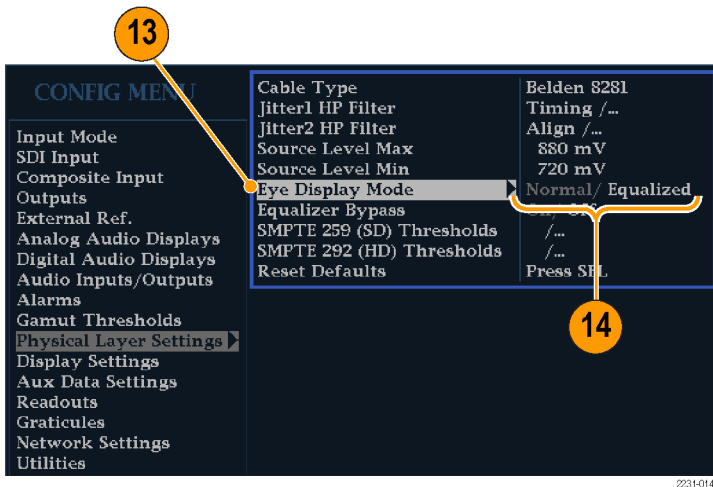 13
CONFIG MENU
Input Mode
SDI Input
Composite Input
Outputs
External Ref.
Analog Audio Displays
Digital Audio Displays
Audio Inputs/Outputs
Alarms
Gamut Thresholds
Physical Layer Settings
Display Settings
Aux Data Settings
Readouts
Graticules
Network Settings
Utilities
Cable Type Belden 8281
Jitter1 HP Filter Timing /...
Jitter2 HP Filter Align /...
Source Level Max 880 mV
Source Level Min 720 mV
Eye Display Mode Normal/ Equalized
Equalizer Bypass On/ Off
SMPTE 259 (SD) Thresholds /...
SMPTE 292 (HD) Thresholds /...
Reset Defaults Press SEL
14
2231-014